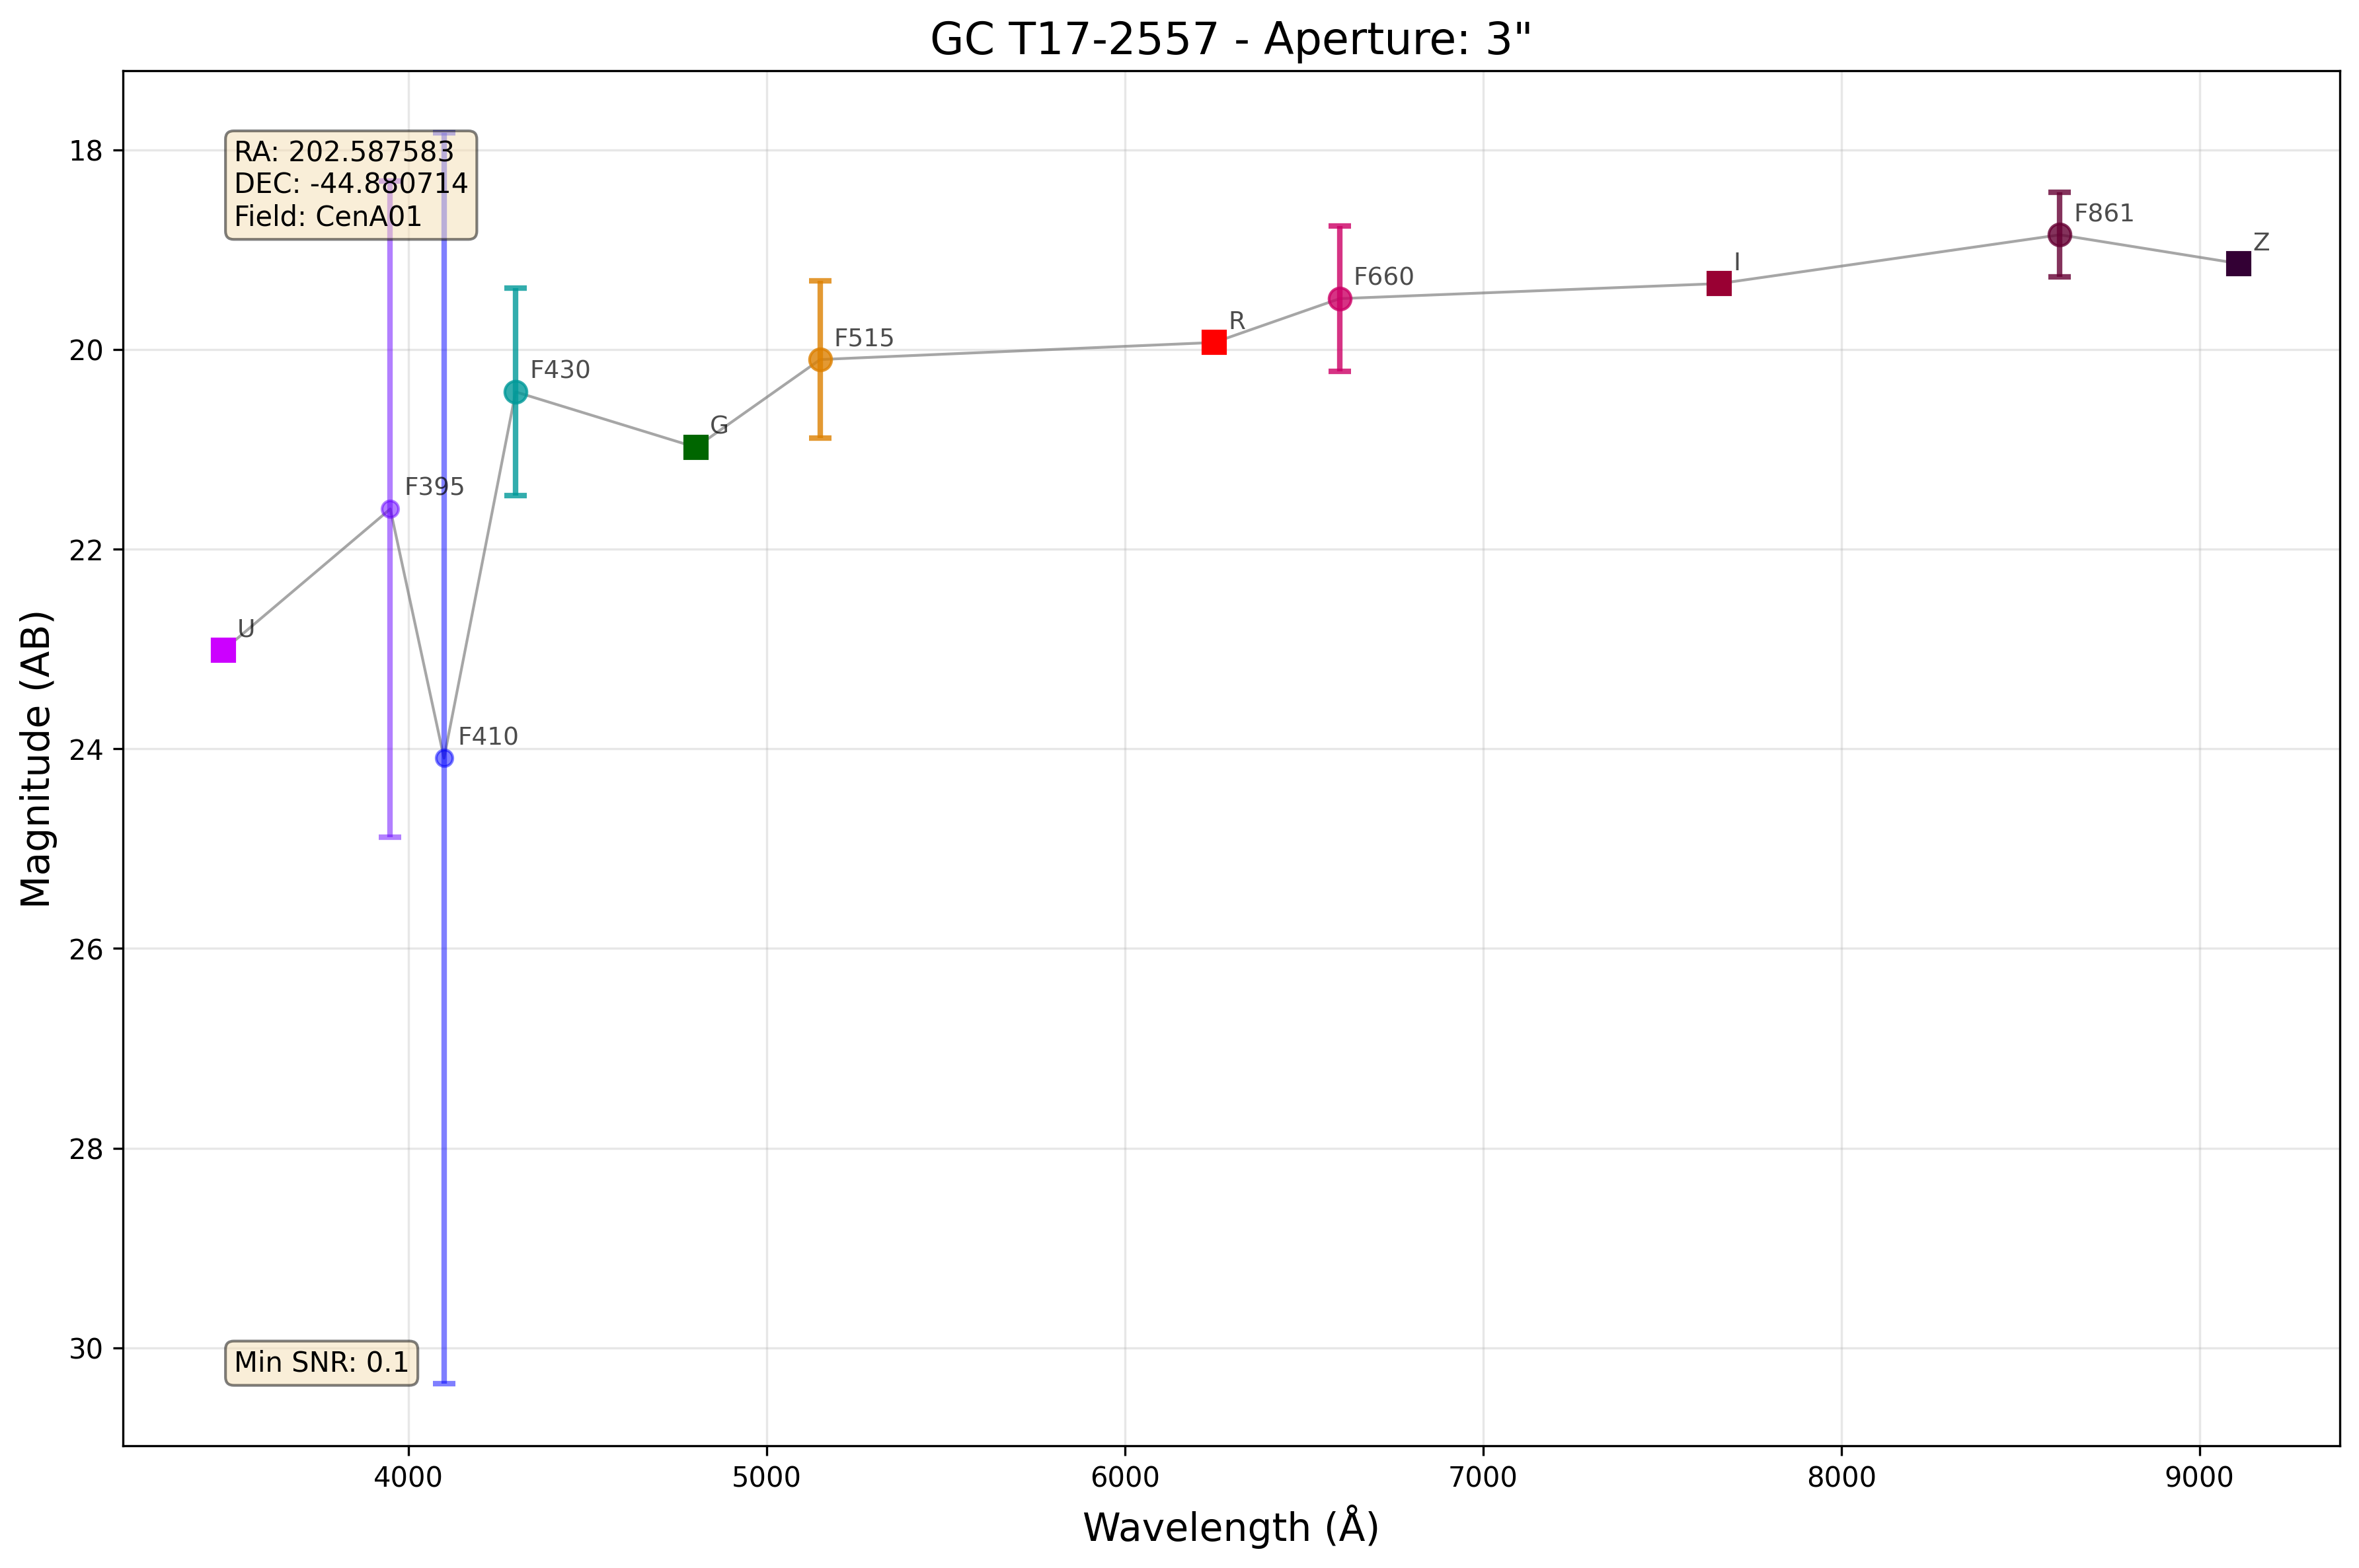 GC T17-2557 - Aperture: 3"
RA: 202.587583
DEC: -44.880714
Field: CenA01
18
20
22
24
26
28
30
Magnitude (AB)
U
F395
F410
F430
G
F515
R
F660
I
F861
Z
Min SNR: 0.1
4000
5000
6000
7000
8000
9000
Wavelength (Å)